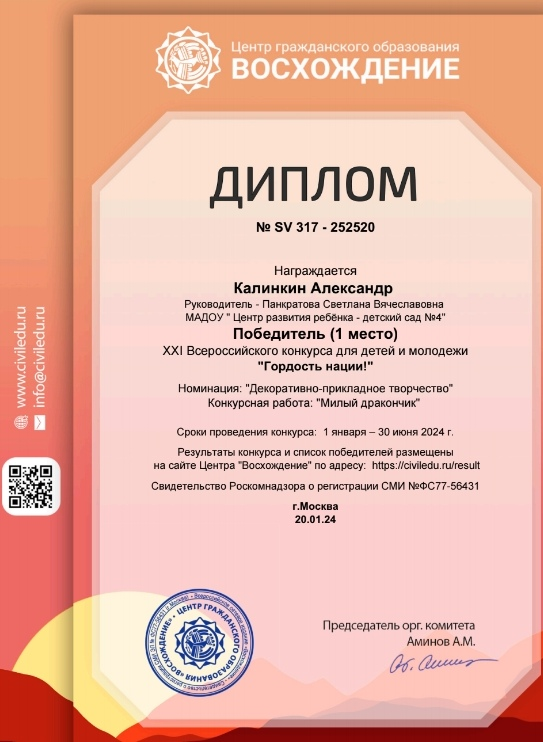 Центр гражданского образования
ВОСХОЖДЕНИЕ
ДИПЛОМ
№ SV 317 - 252520
Награждается
Калинкин Александр
Руководитель - Панкратова Светлана Вячеславовна
МАДОУ " Центр развития ребёнка - детский сад №4"
Победитель (1 место)
XXI Всероссийского конкурса для детей и молодежи
"Гордость нации!"
Номинация: "Декоративно-прикладное творчество"
Конкурсная работа: "Милый дракончик"
Сроки проведения конкурса: 1 января – 30 июня 2024 г.
Результаты конкурса и список победителей размещены
на сайте Центра "Восхождение" по адресу: https://civiledu.ru/result
Свидетельство Роскомнадзора о регистрации СМИ №ФС77-56431
г.Москва
20.01.24
www.civiledu.ru
info@civiledu.ru
ЦЕНТР ГРАЖДАНСКОГО ОБРАЗОВАНИЯ «ВОСХОЖДЕНИЕ»
Председатель орг. комитета
Аминов А.М.